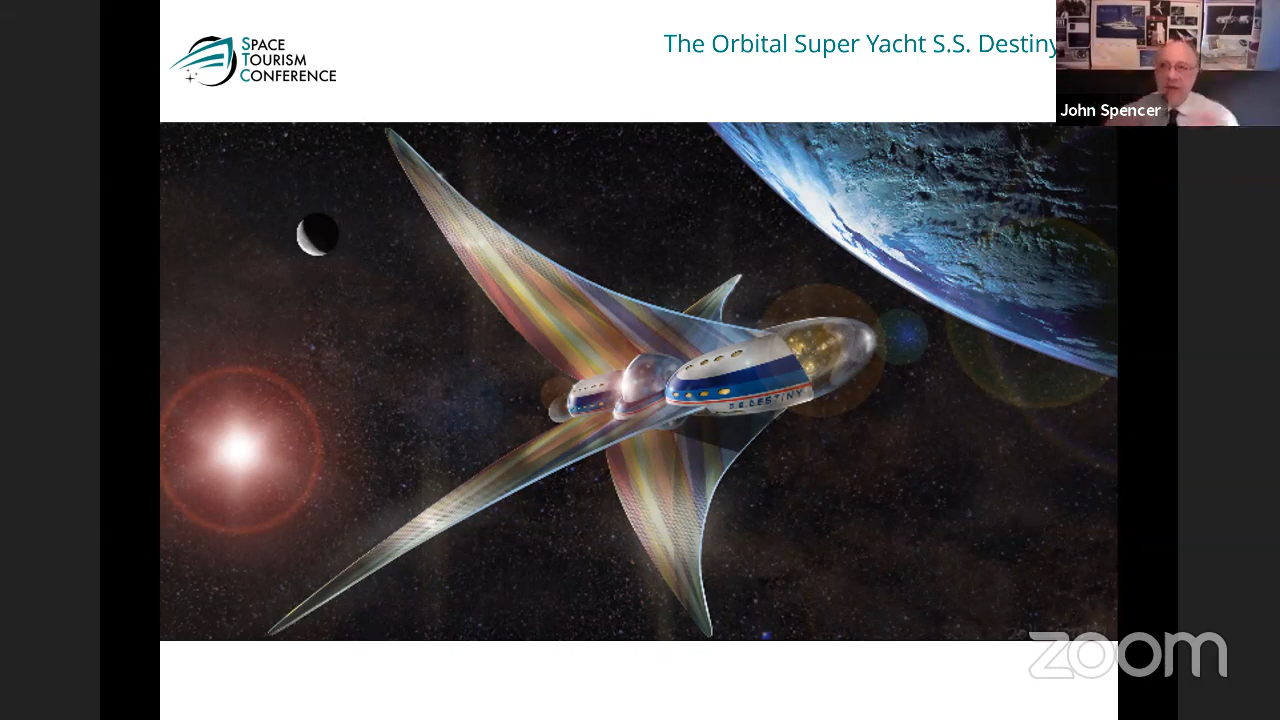 SPACE
TOURISM
CONFERENCE
The Orbital Super Yacht S.S. Destiny
John Spencer
S.S. DESTINY
zoom